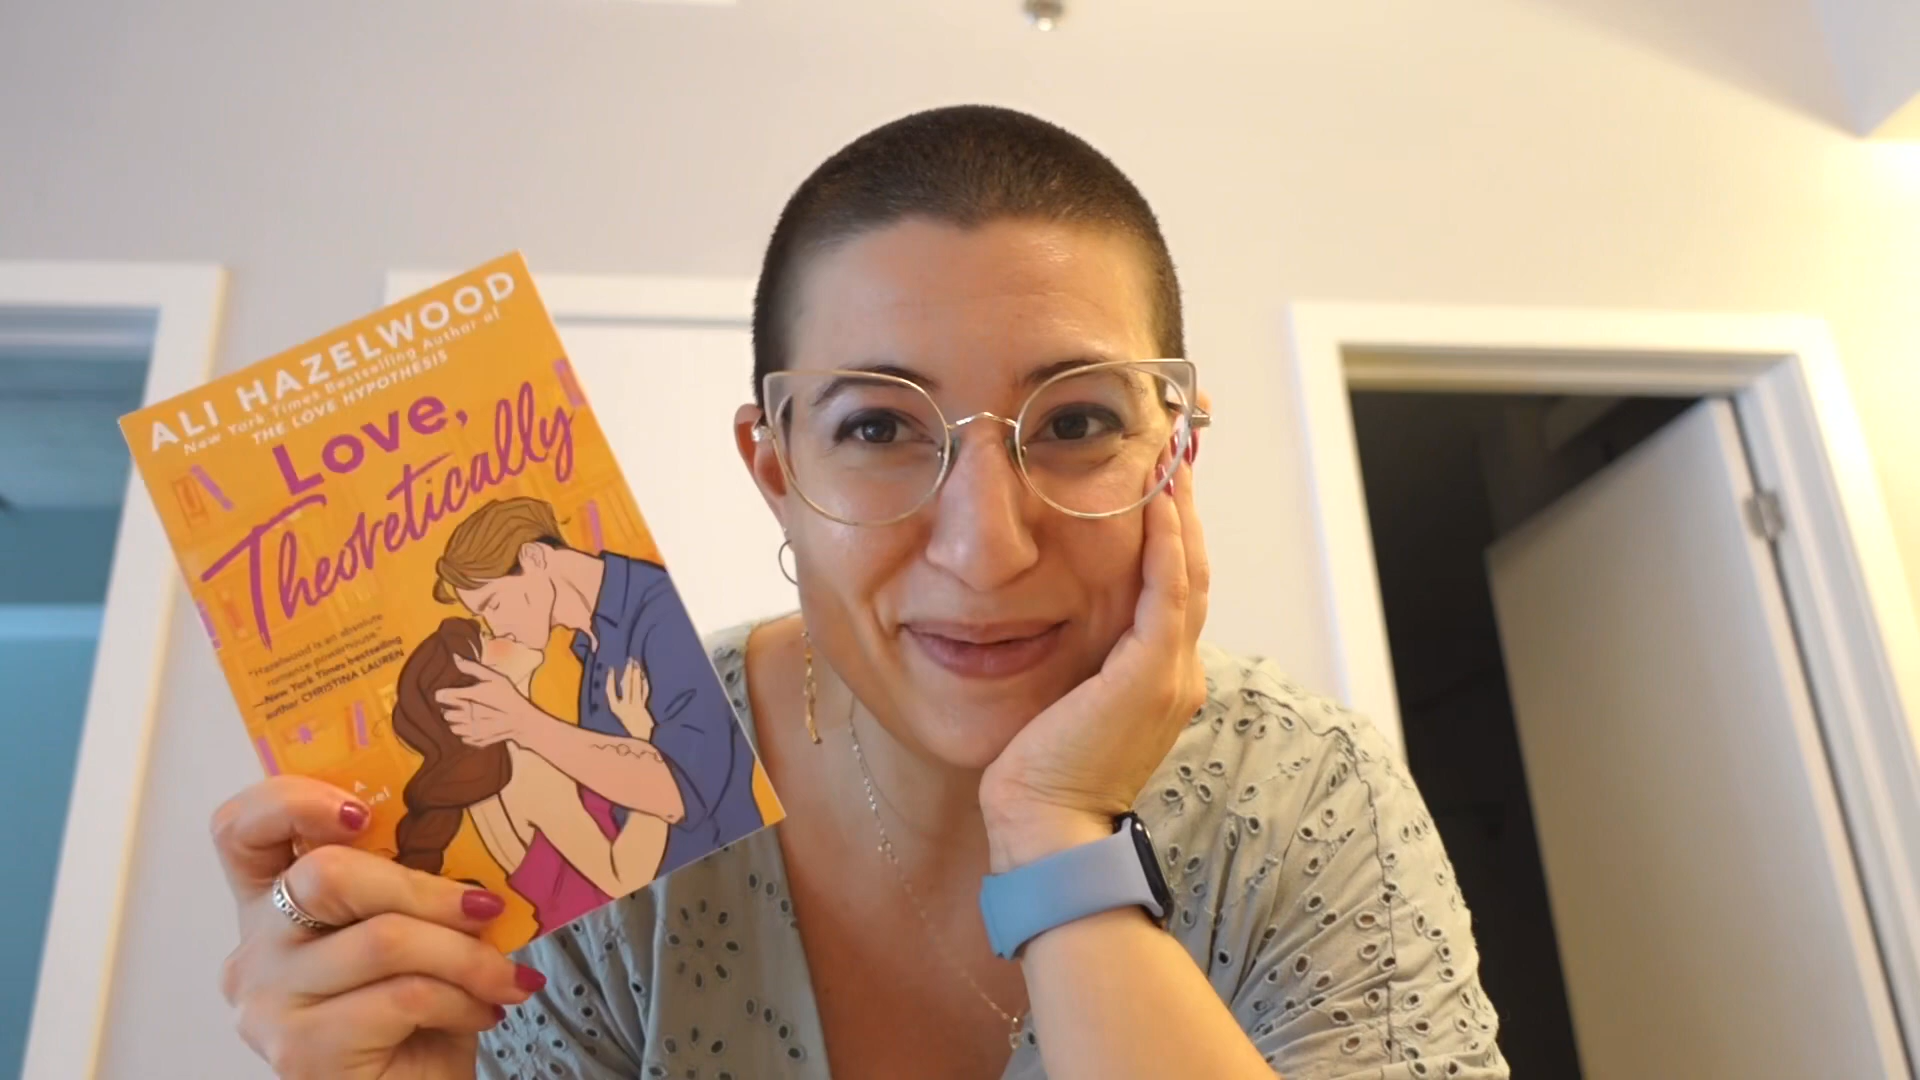 ALI HAZELWOOD
New York Times Bestselling Author of
THE LOVE HYPOTHESIS
Love,
Theoretically
"Hazelwood is an absolute
romance powerhouse."
—New York Times bestselling
author CHRISTINA LAUREN
A
Novel